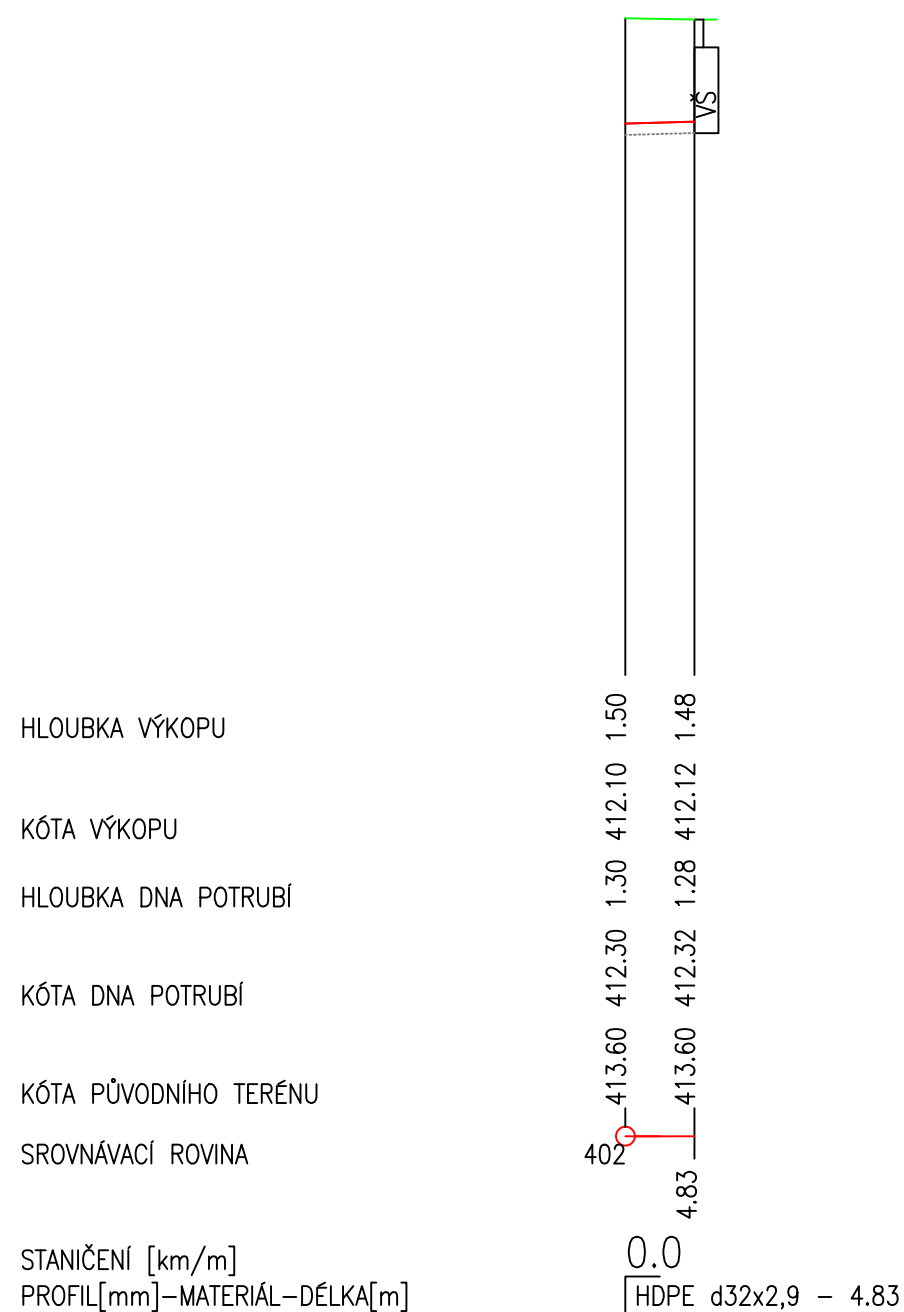 VŠ
HLOUBKA VÝKOPU 1.50 1.48
KÓTA VÝKOPU 412.10 412.12
HLOUBKA DNA POTRUBÍ 1.30 1.28
KÓTA DNA POTRUBÍ 412.30 412.32
KÓTA PŮVODNÍHO TERÉNU 413.60 413.60
SROVNÁVACÍ ROVINA 402
4.83
STANIČENÍ [km/m] 0.0
PROFIL[mm]–MATERIÁL–DÉLKA[m] HDPE d32x2,9 – 4.83